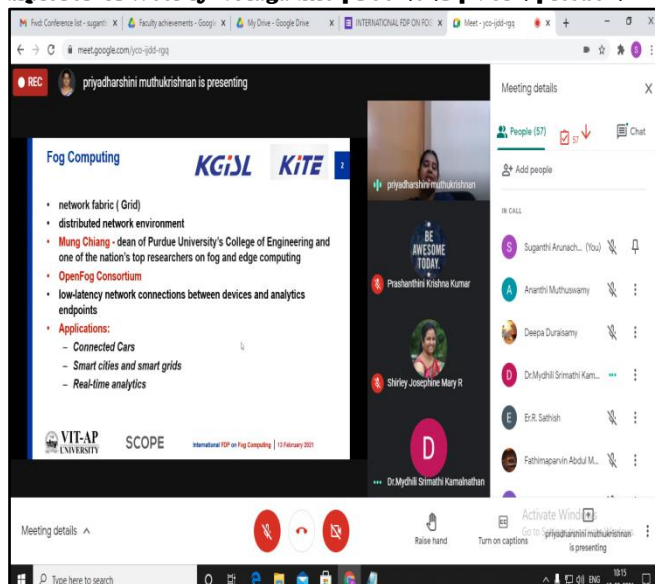 Fwd: Conference list - suganth
Faculty achievements - Googl
My Drive - Google Drive
INTERNATIONAL FDP ON FOG
Meet - yco-ijdd-rgq
meet.google.com/yco-ijdd-rgq
REC
priyadharshini muthukrishnan is presenting
Fog Computing
KGiSL
KiTE
2
• network fabric ( Grid)
• distributed network environment
• Mung Chiang - dean of Purdue University's College of Engineering and
one of the nation's top researchers on fog and edge computing
• OpenFog Consortium
• low-latency network connections between devices and analytics
endpoints
• Applications:
– Connected Cars
– Smart cities and smart grids
– Real-time analytics
VIT-AP
UNIVERSITY
SCOPE
International FDP on Fog Computing | 13 February 2021
priyadharshini muthukrishnan
BE
AWESOME
TODAY.
Prashanthini Krishna Kumar
Shirley Josephine Mary R
D
Dr.Mydhili Srimathi Kamalnathan
Meeting details
People (57)
57
Chat
Add people
IN CALL
S
Suganthi Arunach... (You)
A
Ananthi Muthuswamy
Deepa Duraisamy
D
Dr.Mydhili Srimathi Kam...
E
Er.R. Sathish
Fathimaparvin Abdul M...
Meeting details
Raise hand
Turn on captions
priyadharshini muthukrishnan
is presenting
Activate Windows
Type here to search
ENG
10:15